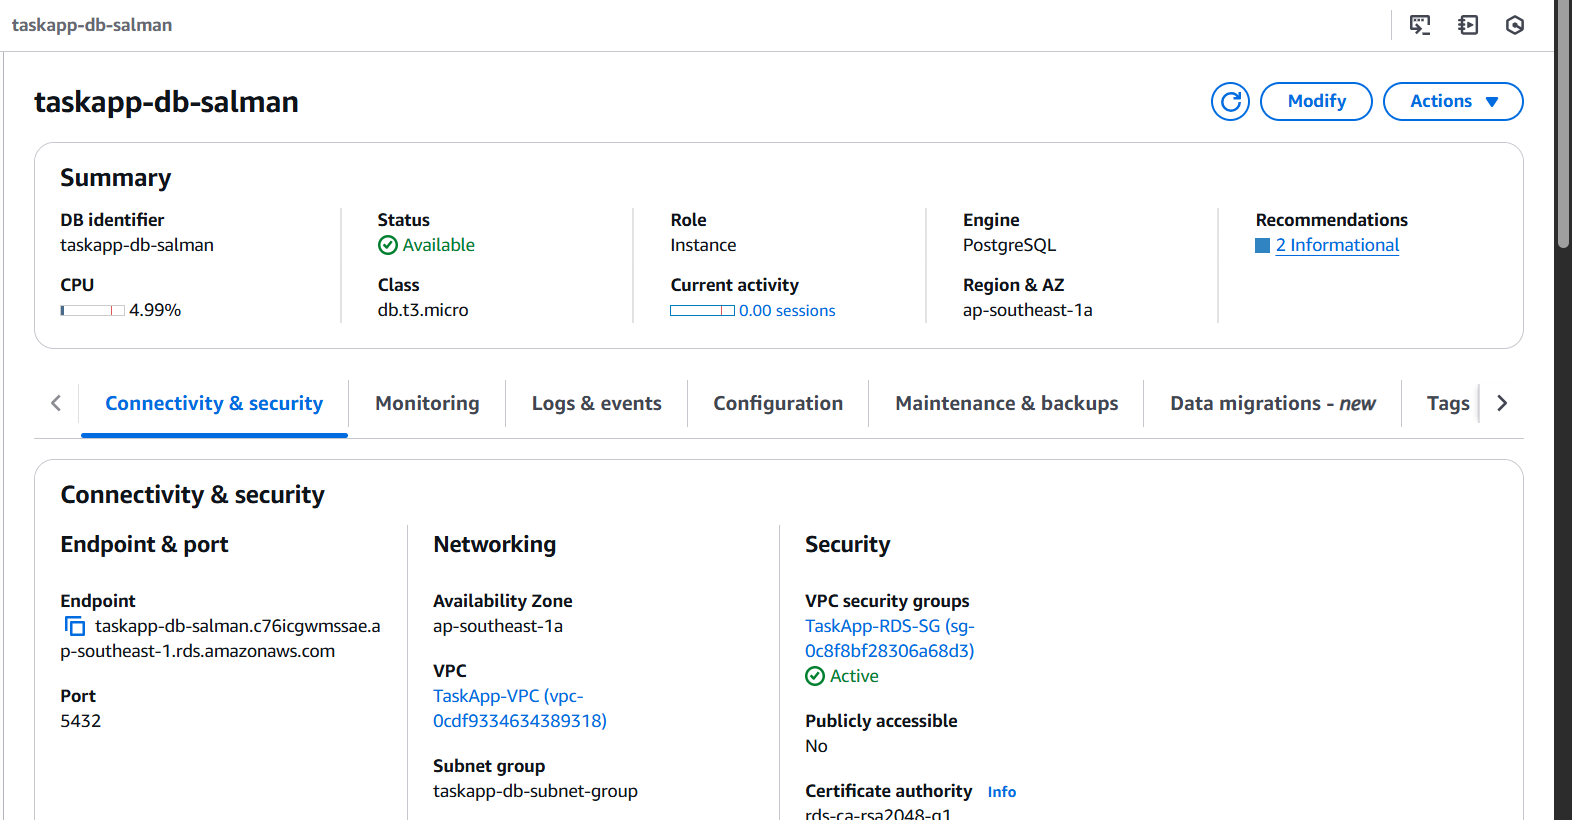 taskapp-db-salman
taskapp-db-salman
Modify
Actions
Summary
DB identifier
taskapp-db-salman
Status
Available
Role
Instance
Engine
PostgreSQL
Recommendations
2 Informational
CPU
4.99%
Class
db.t3.micro
Current activity
0.00 sessions
Region & AZ
ap-southeast-1a
Connectivity & security
Monitoring
Logs & events
Configuration
Maintenance & backups
Data migrations - new
Tags
Connectivity & security
Endpoint & port
Endpoint
taskapp-db-salman.c76icgwmssae.a
p-southeast-1.rds.amazonaws.com
Port
5432
Networking
Availability Zone
ap-southeast-1a
VPC
TaskApp-VPC (vpc-
0cdf9334634389318)
Subnet group
taskapp-db-subnet-group
Security
VPC security groups
TaskApp-RDS-SG (sg-
0c8f8bf28306a68d3)
Active
Publicly accessible
No
Certificate authority Info
rds-ca-rsa2048-g1